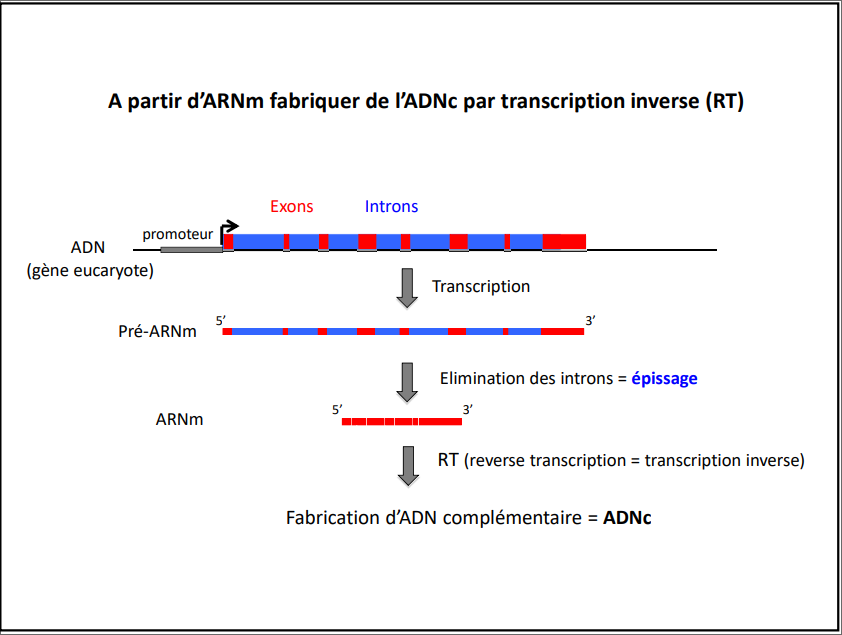 A partir d’ARNm fabriquer de l’ADNc par transcription inverse (RT)
Exons
Introns
promoteur
ADN
(gène eucaryote)
Transcription
5’
3’
Pré-ARNm
Elimination des introns = épissage
5’
3’
ARNm
RT (reverse transcription = transcription inverse)
Fabrication d’ADN complémentaire = ADNc